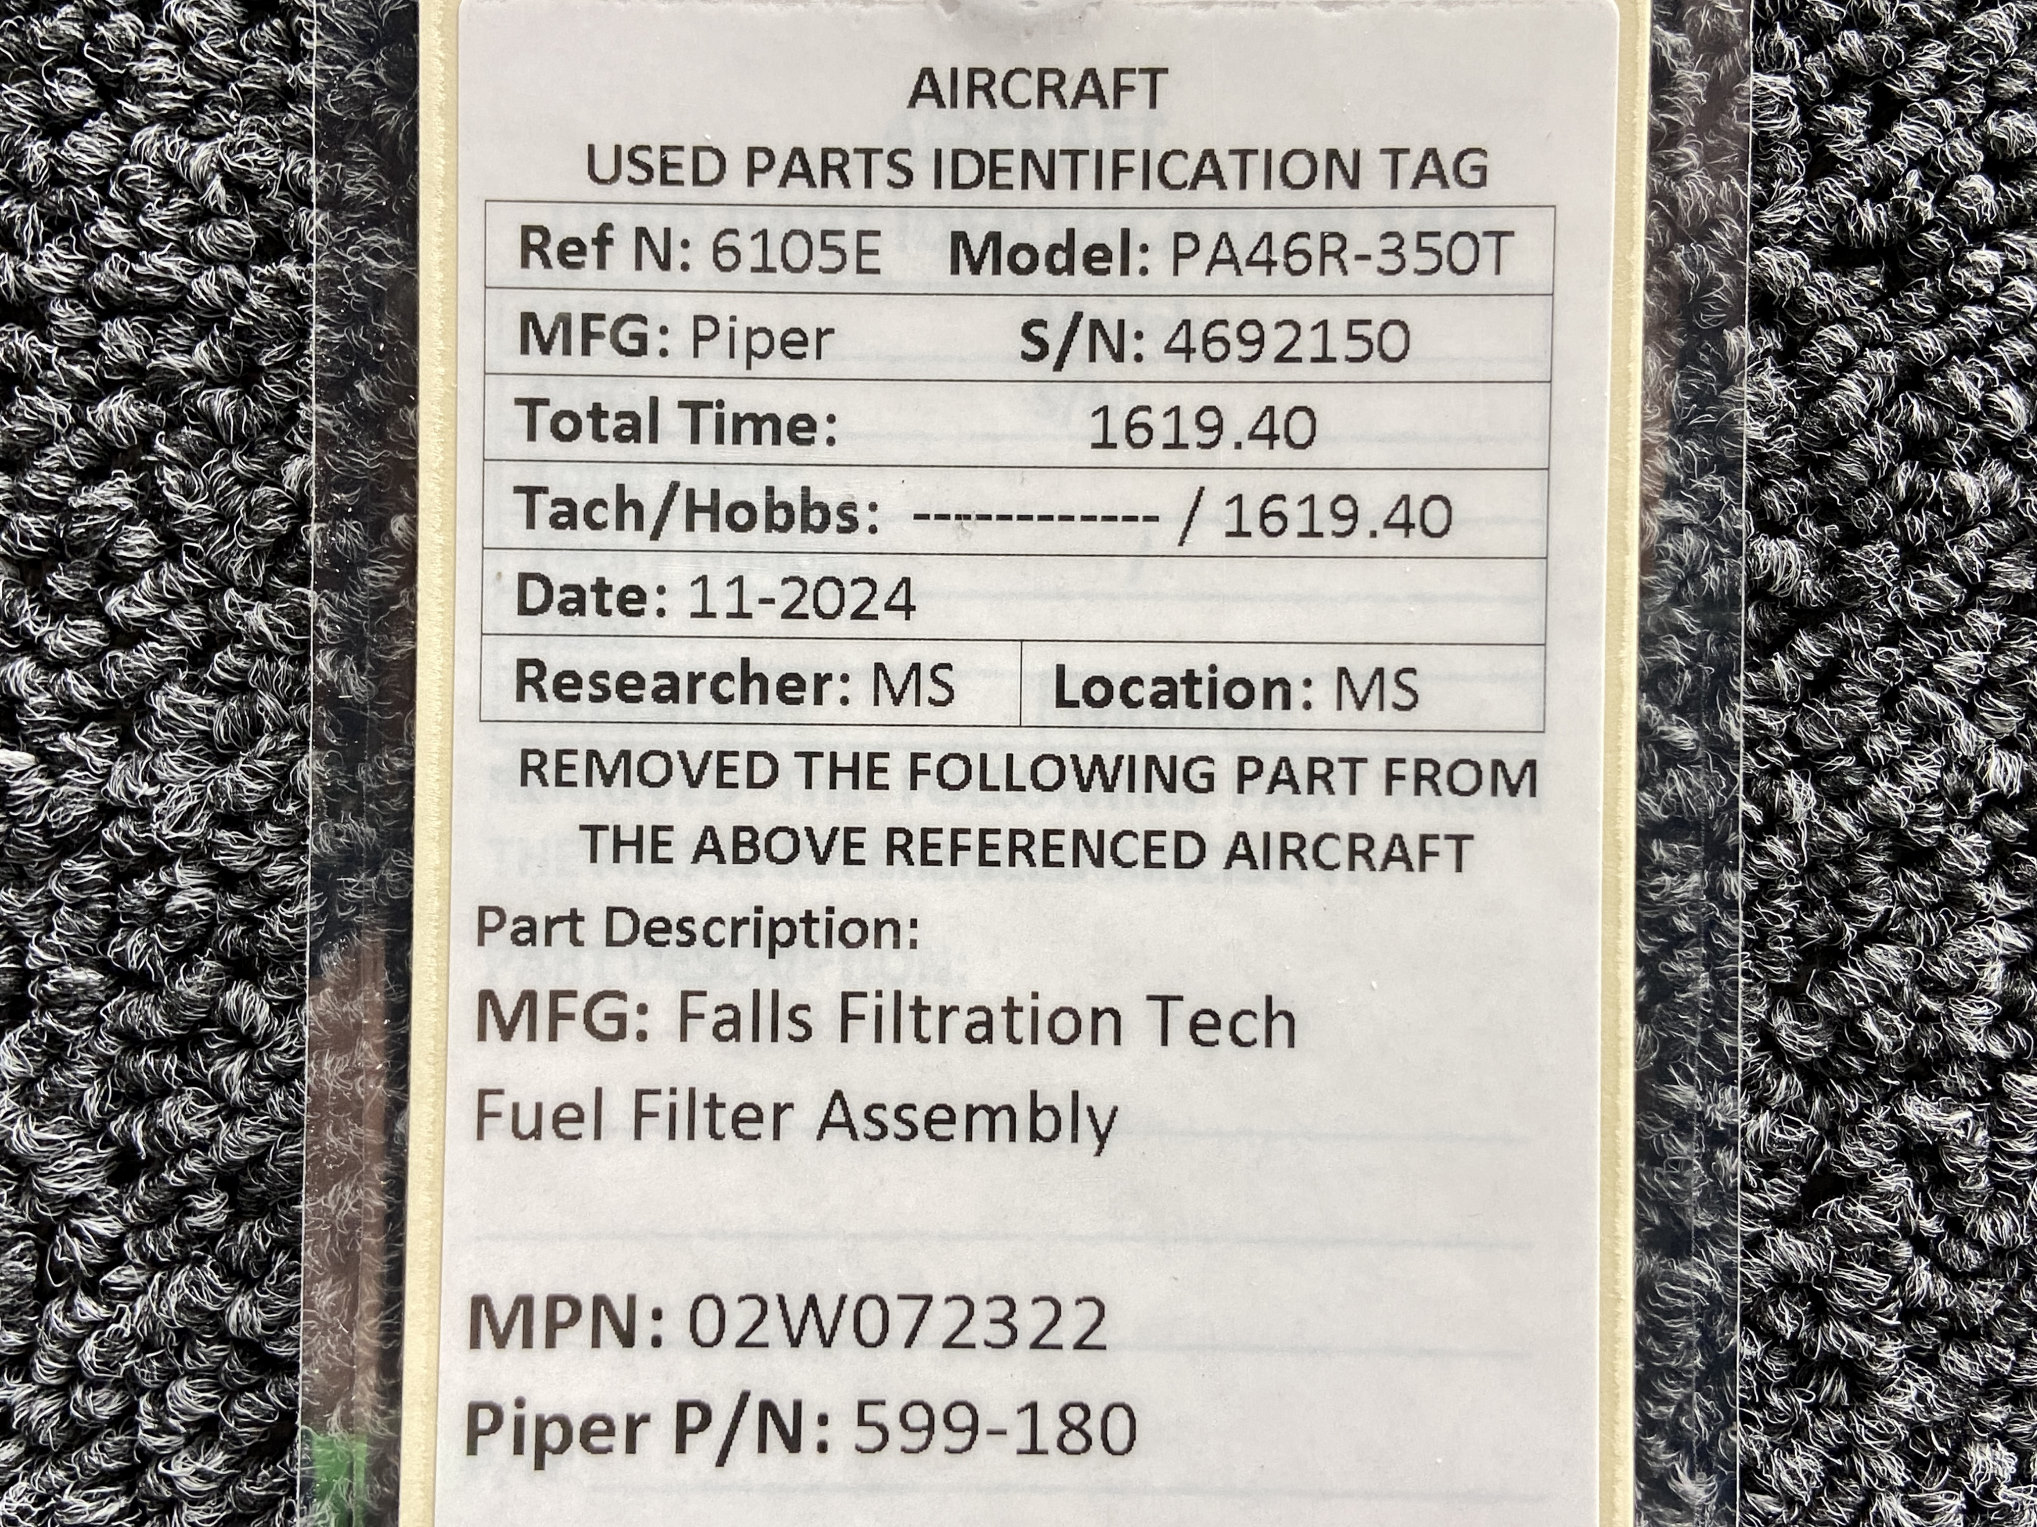 AIRCRAFT
USED PARTS IDENTIFICATION TAG
Ref N: 6105E Model: PA46R-350T
MFG: Piper S/N: 4692150
Total Time: 1619.40
Tach/Hobbs: ------------ / 1619.40
Date: 11-2024
Researcher: MS Location: MS
REMOVED THE FOLLOWING PART FROM
THE ABOVE REFERENCED AIRCRAFT
Part Description:
MFG: Falls Filtration Tech
Fuel Filter Assembly
MPN: 02W072322
Piper P/N: 599-180